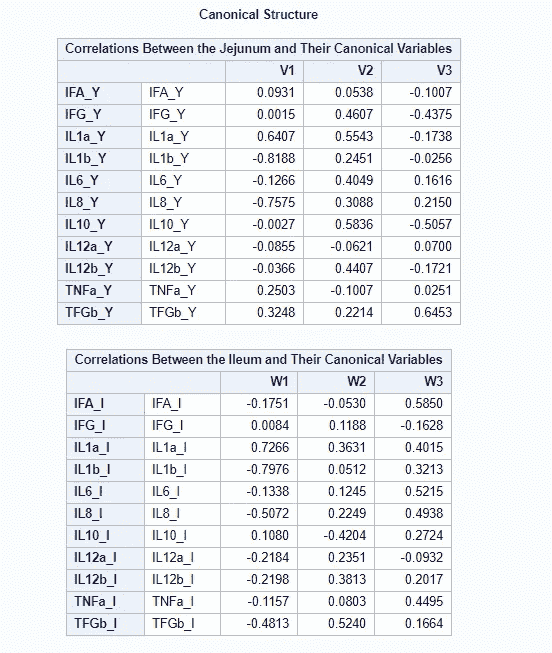 Canonical Structure
Correlations Between the Jejunum and Their Canonical Variables
V1 V2 V3
IFA_Y IFA_Y 0.0931 0.0538 -0.1007
IFG_Y IFG_Y 0.0015 0.4607 -0.4375
IL1a_Y IL1a_Y 0.6407 0.5543 -0.1738
IL1b_Y IL1b_Y -0.8188 0.2451 -0.0256
IL6_Y IL6_Y -0.1266 0.4049 0.1616
IL8_Y IL8_Y -0.7575 0.3088 0.2150
IL10_Y IL10_Y -0.0027 0.5836 -0.5057
IL12a_Y IL12a_Y -0.0855 -0.0621 0.0700
IL12b_Y IL12b_Y -0.0366 0.4407 -0.1721
TNFa_Y TNFa_Y 0.2503 -0.1007 0.0251
TFGb_Y TFGb_Y 0.3248 0.2214 0.6453
Correlations Between the Ileum and Their Canonical Variables
W1 W2 W3
IFA_I IFA_I -0.1751 -0.0530 0.5850
IFG_I IFG_I 0.0084 0.1188 -0.1628
IL1a_I IL1a_I 0.7266 0.3631 0.4015
IL1b_I IL1b_I -0.7976 0.0512 0.3213
IL6_I IL6_I -0.1338 0.1245 0.5215
IL8_I IL8_I -0.5072 0.2249 0.4938
IL10_I IL10_I 0.1080 -0.4204 0.2724
IL12a_I IL12a_I -0.2184 0.2351 -0.0932
IL12b_I IL12b_I -0.2198 0.3813 0.2017
TNFa_I TNFa_I -0.1157 0.0803 0.4495
TFGb_I TFGb_I -0.4813 0.5240 0.1664